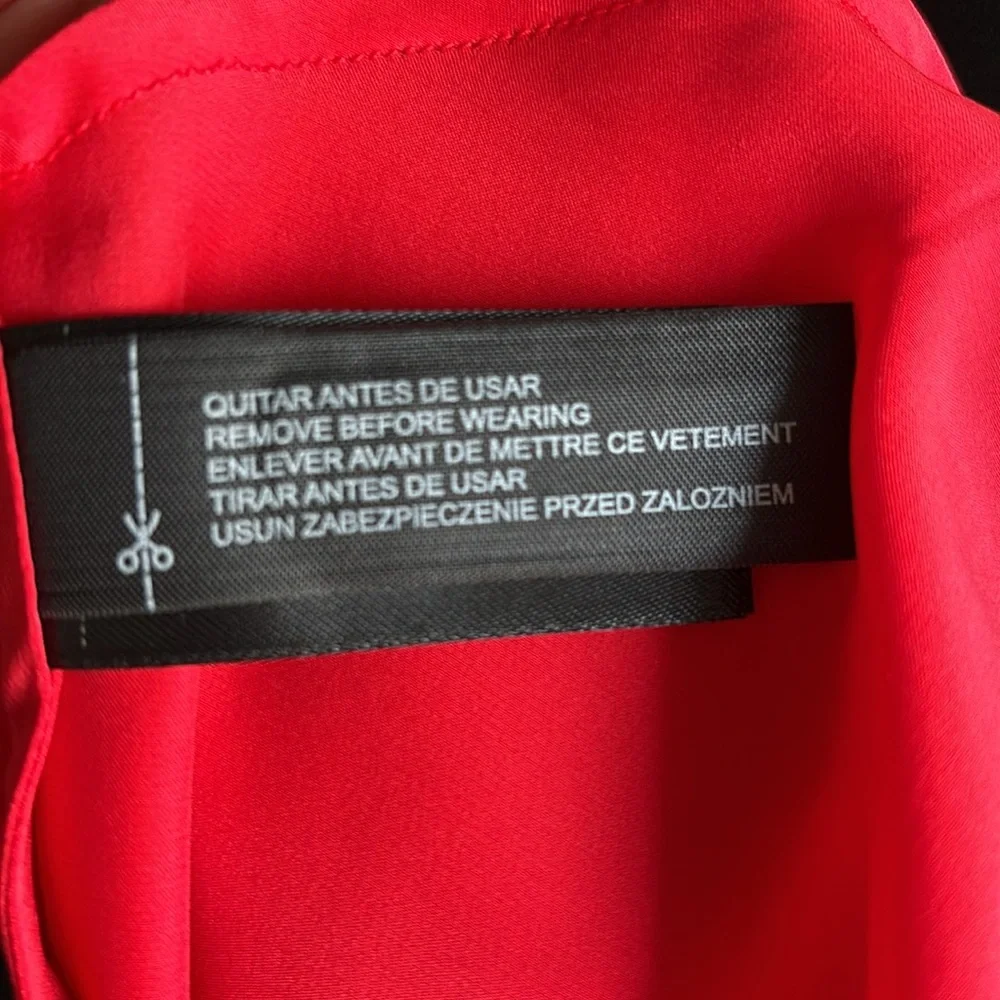 QUITAR ANTES DE USAR
REMOVE BEFORE WEARING
ENLEVER AVANT DE METTRE CE VETEMENT
TIRAR ANTES DE USAR
USUN ZABEZPIECZENIE PRZED ZALOZNIEM